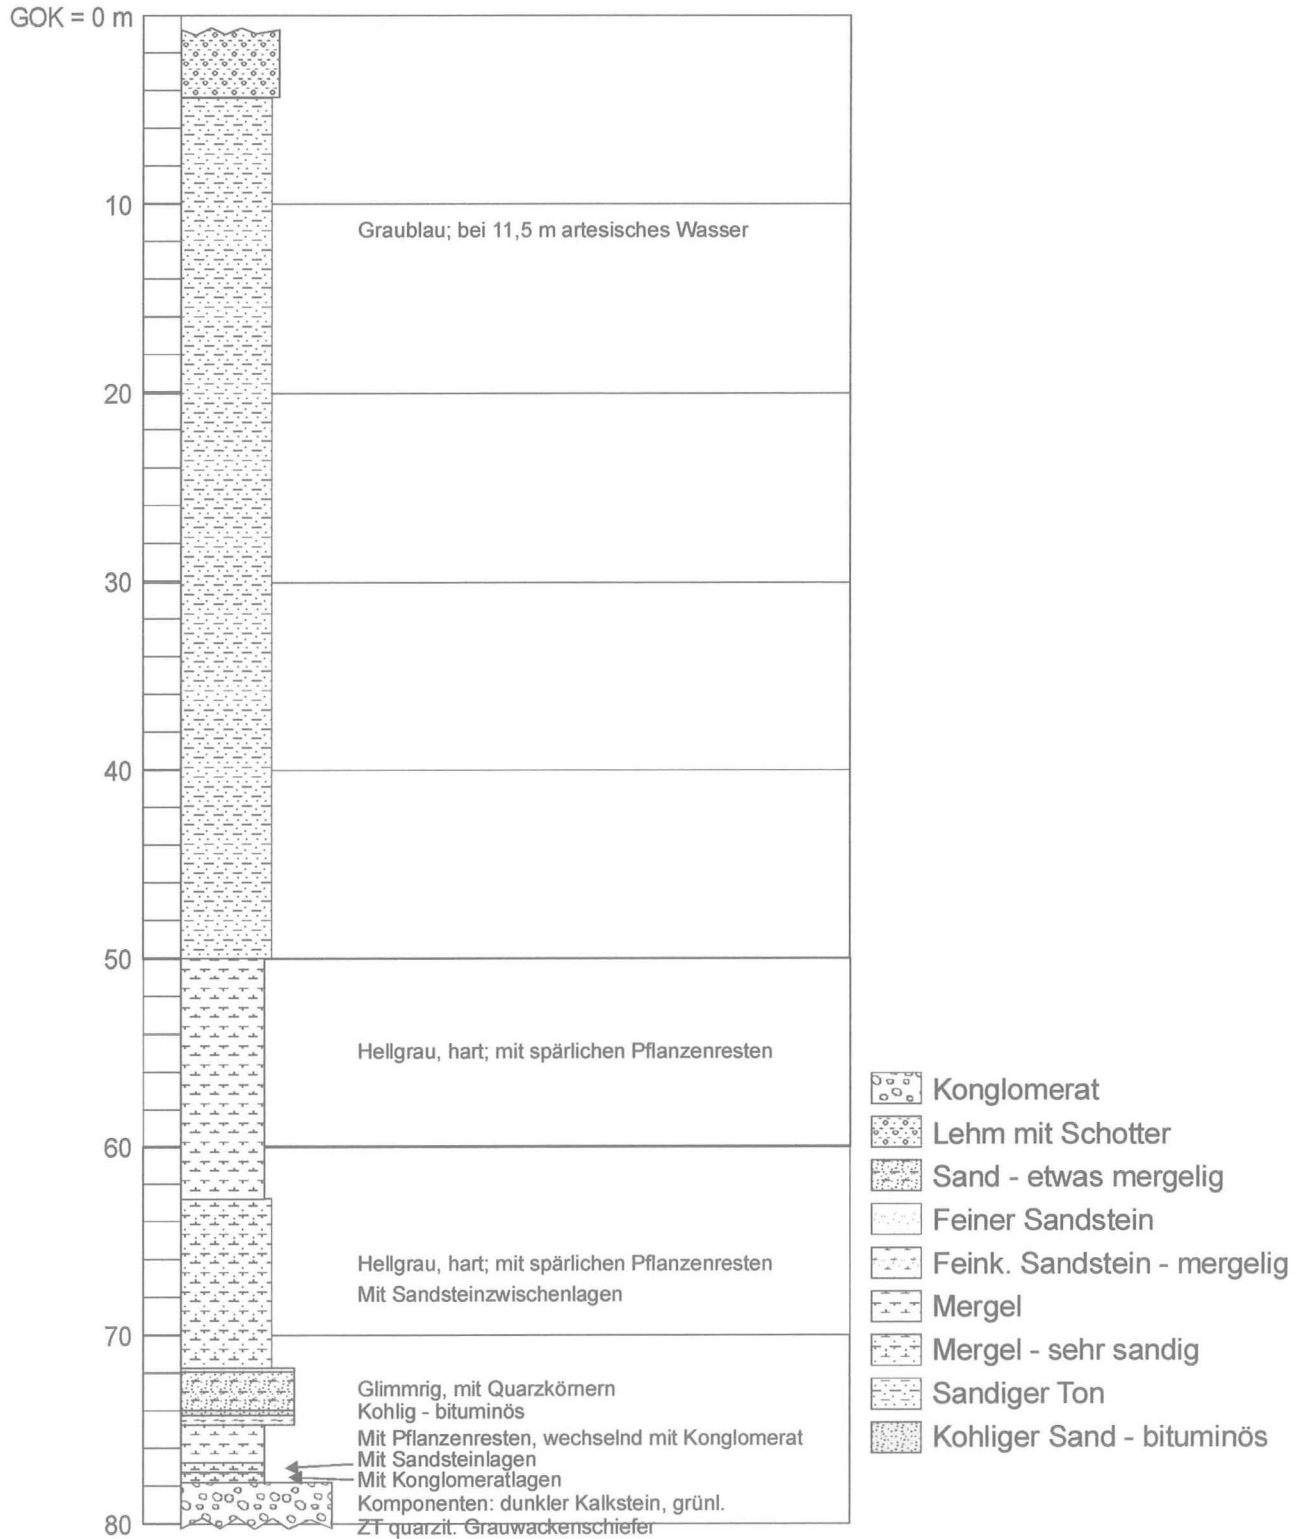 GOK = 0 m
10
Graublau; bei 11,5 m artesisches Wasser
20
30
40
50
Hellgrau, hart; mit spärlichen Pflanzenresten
60
Hellgrau, hart; mit spärlichen Pflanzenresten
Mit Sandsteinzwischenlagen
70
Glimmrig, mit Quarzkörnern
Kohlig - bituminös
Mit Pflanzenresten, wechselnd mit Konglomerat
Mit Sandsteinlagen
Mit Konglomeratlagen
Komponenten: dunkler Kalkstein, grünl.
ZT quarzit. Grauwackenschiefer
80
Konglomerat
Lehm mit Schotter
Sand - etwas mergelig
Feiner Sandstein
Feink. Sandstein - mergelig
Mergel
Mergel - sehr sandig
Sandiger Ton
Kohliger Sand - bituminös